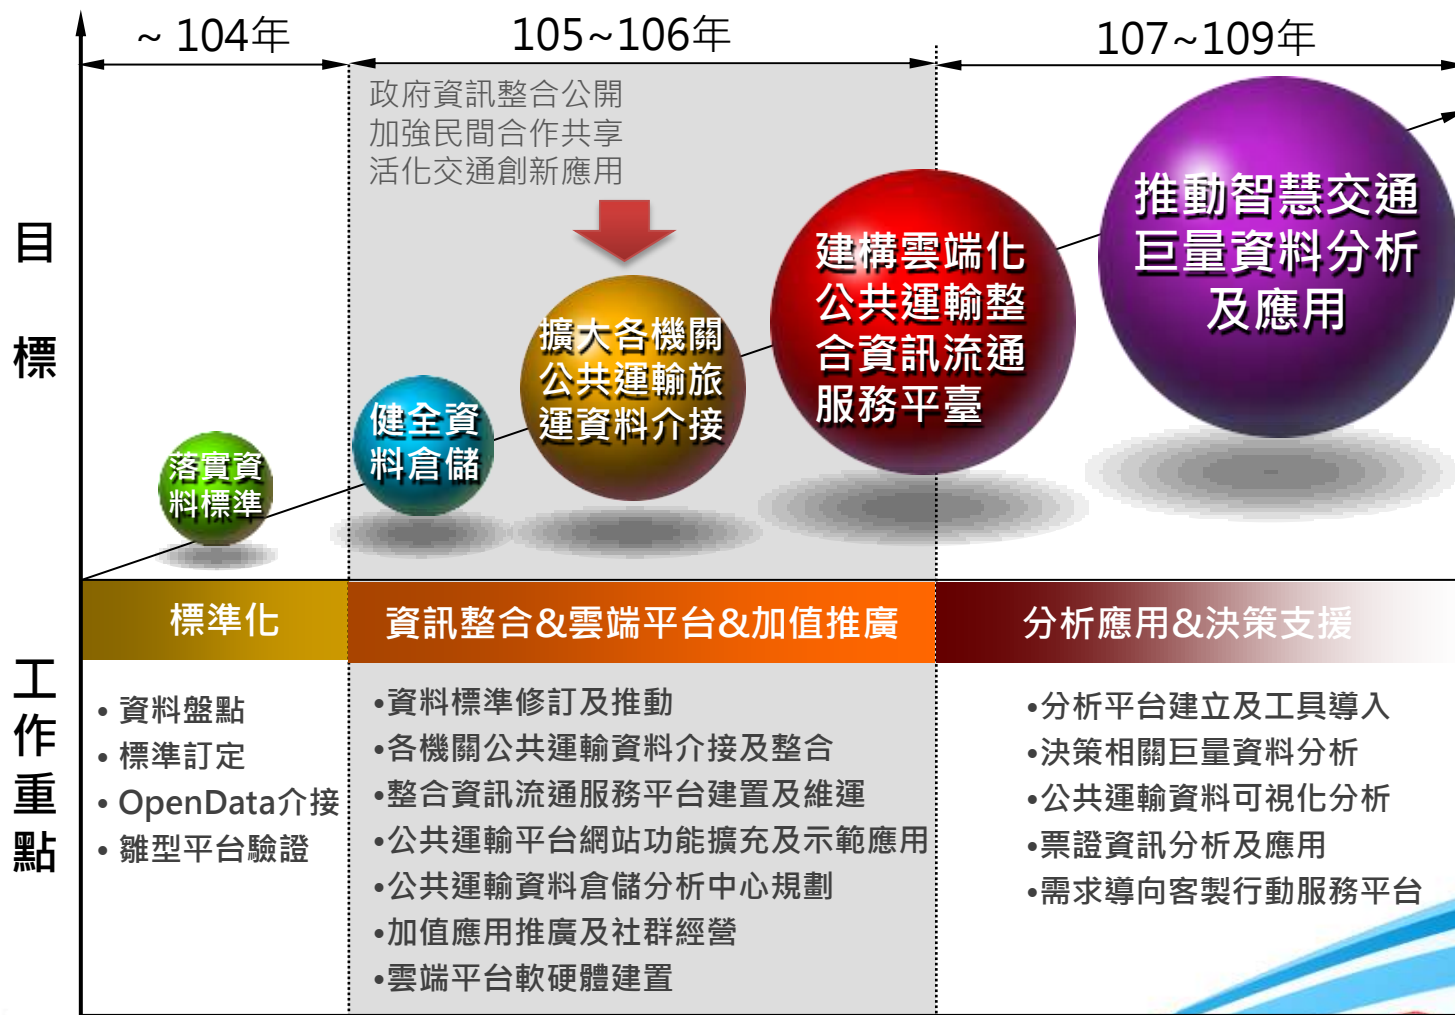 ~ 104年
105~106年
107~109年
政府資訊整合公開
加強民間合作共享
活化交通創新應用
目標
落實資
料標準
健全資
料倉儲
擴大各機關
公共運輸旅
運資料介接
建構雲端化
公共運輸整
合資訊流通
服務平臺
推動智慧交通
巨量資料分析
及應用
標準化
資訊整合&雲端平台&加值推廣
分析應用&決策支援
工作重點
• 資料盤點
• 標準訂定
• OpenData介接
• 雛型平台驗證
•資料標準修訂及推動
•各機關公共運輸資料介接及整合
•整合資訊流通服務平台建置及維運
•公共運輸平台網站功能擴充及示範應用
•公共運輸資料倉儲分析中心規劃
•加值應用推廣及社群經營
•雲端平台軟硬體建置
•分析平台建立及工具導入
•決策相關巨量資料分析
•公共運輸資料可視化分析
•票證資訊分析及應用
•需求導向客製行動服務平台